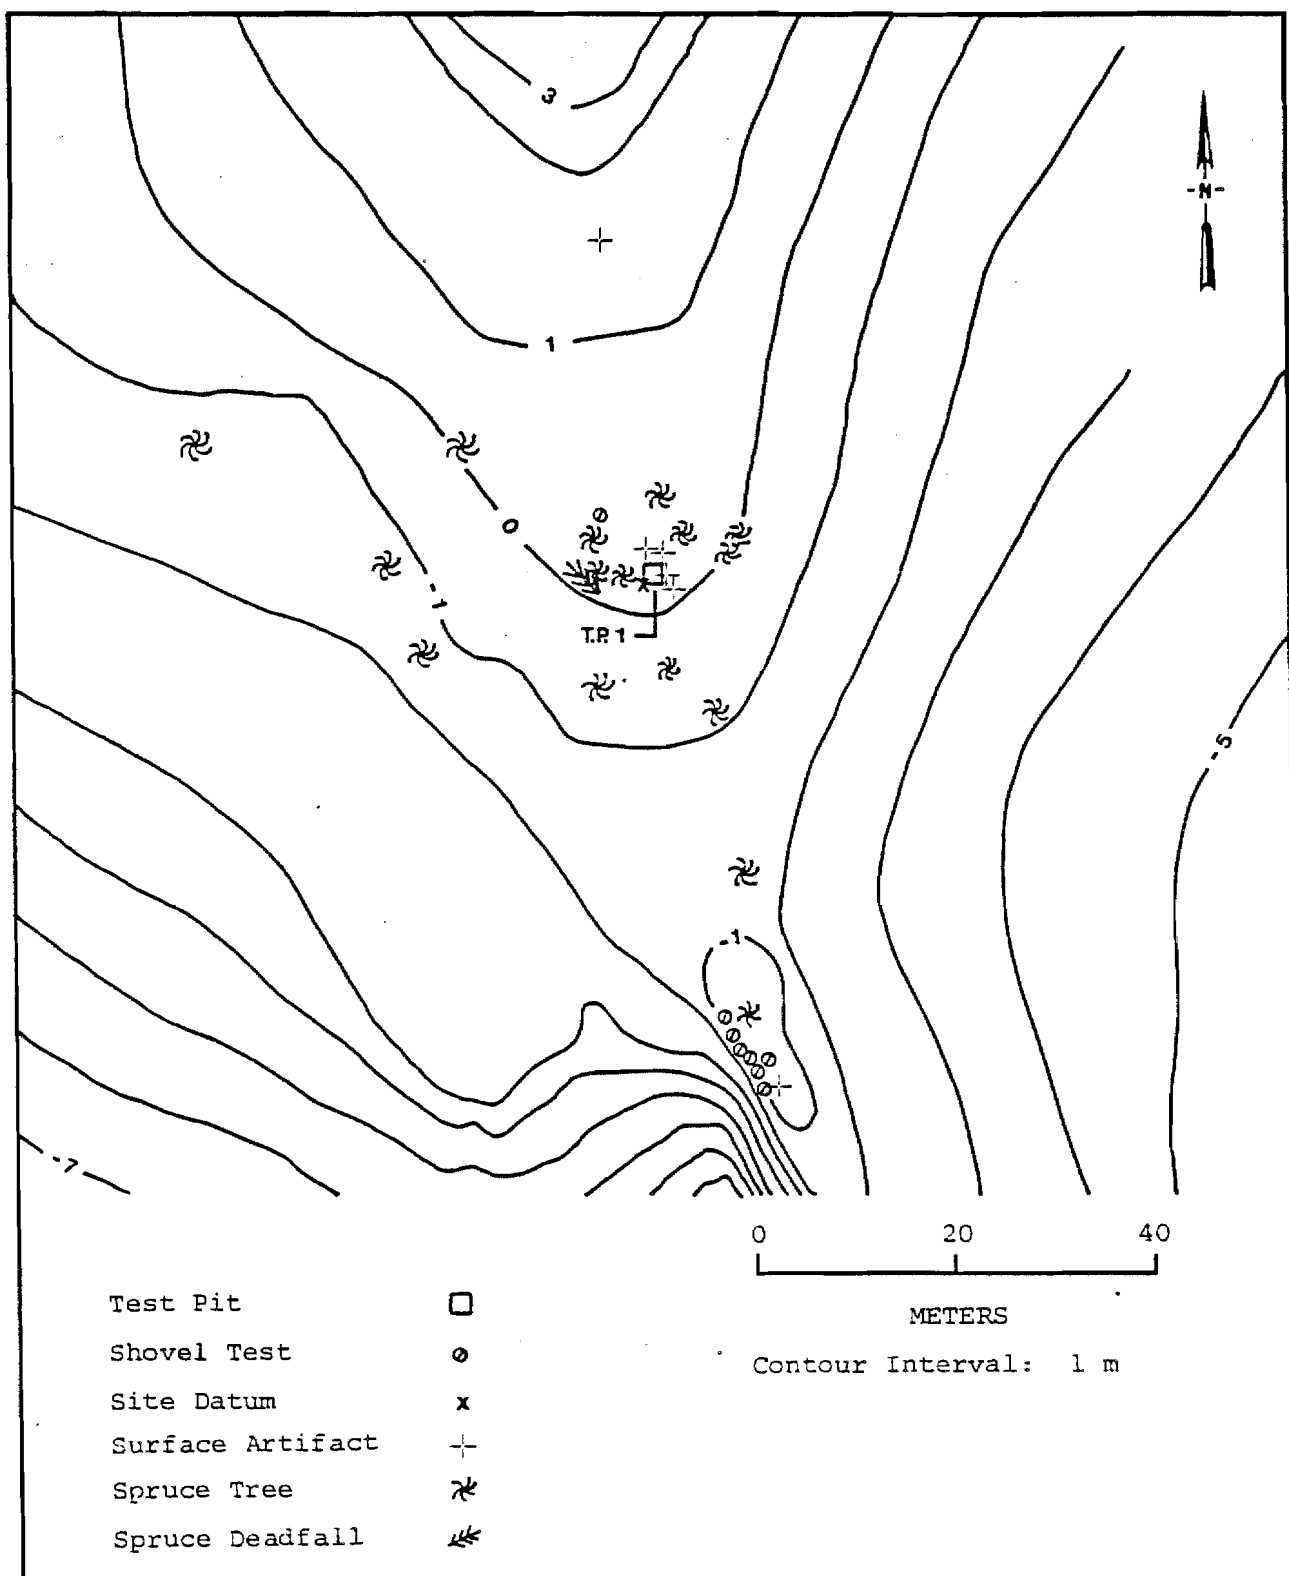 3
-N-
1
0
-1
T.P. 1
-5
-1
-7
0 20 40
METERS
Contour Interval: 1 m
Test Pit
Shovel Test
Site Datum x
Surface Artifact
Spruce Tree
Spruce Deadfall